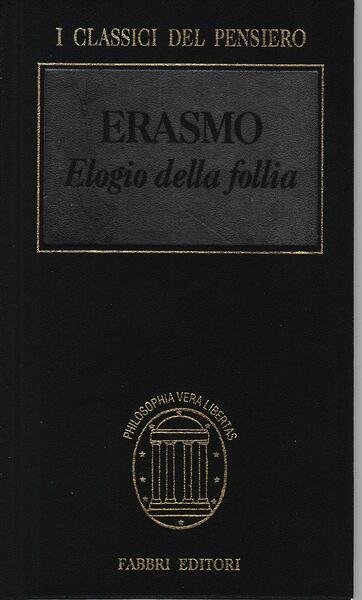 I CLASSICI DEL PENSIERO
ERASMO
Elogio della follia
PHILOSOPHIA VERA LIBERTAS
FABBRI EDITORI